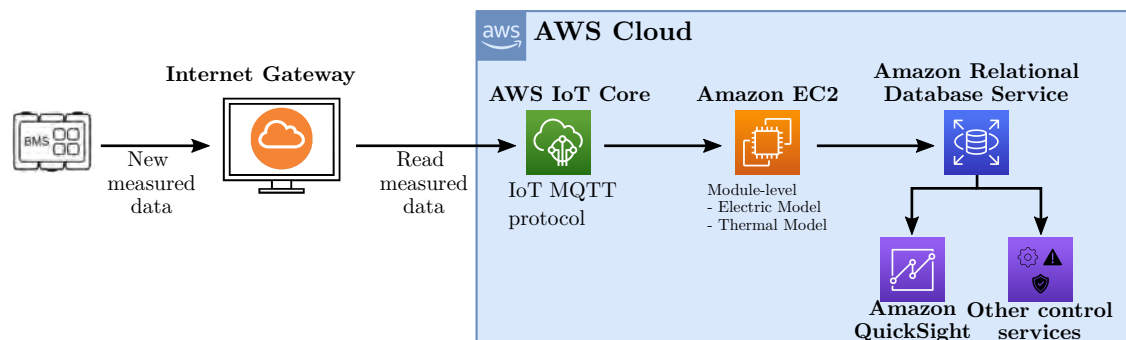 aws
AWS Cloud
Internet Gateway
BMS
New
measured
data
Read
measured
data
AWS IoT Core
IoT MQTT
protocol
Amazon EC2
Module-level
- Electric Model
- Thermal Model
Amazon Relational
Database Service
Amazon
QuickSight
Other control
services